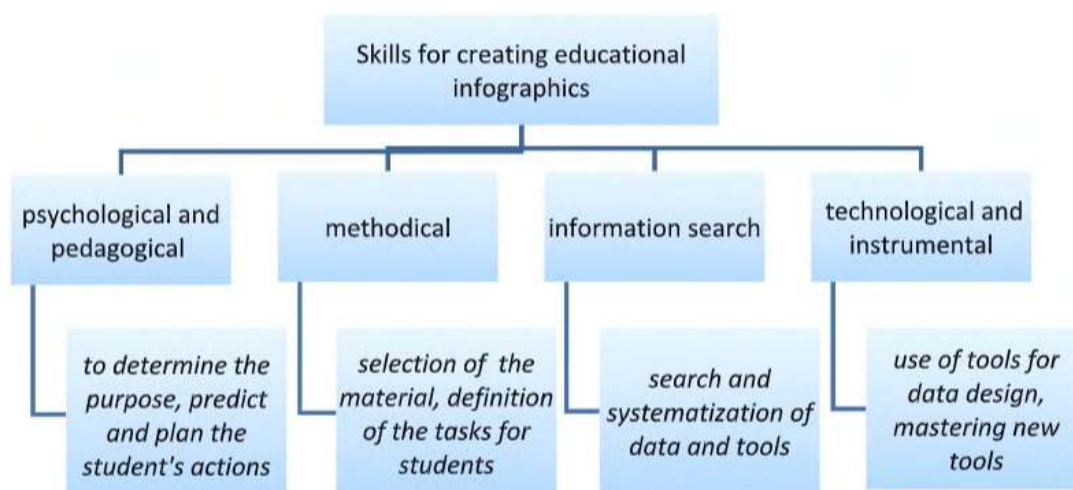 Skills for creating educational
infographics
psychological and
pedagogical
methodical
information search
technological and
instrumental
to determine the
purpose, predict
and plan the
student's actions
selection of the
material, definition
of the tasks for
students
search and
systematization of
data and tools
use of tools for
data design,
mastering new
tools